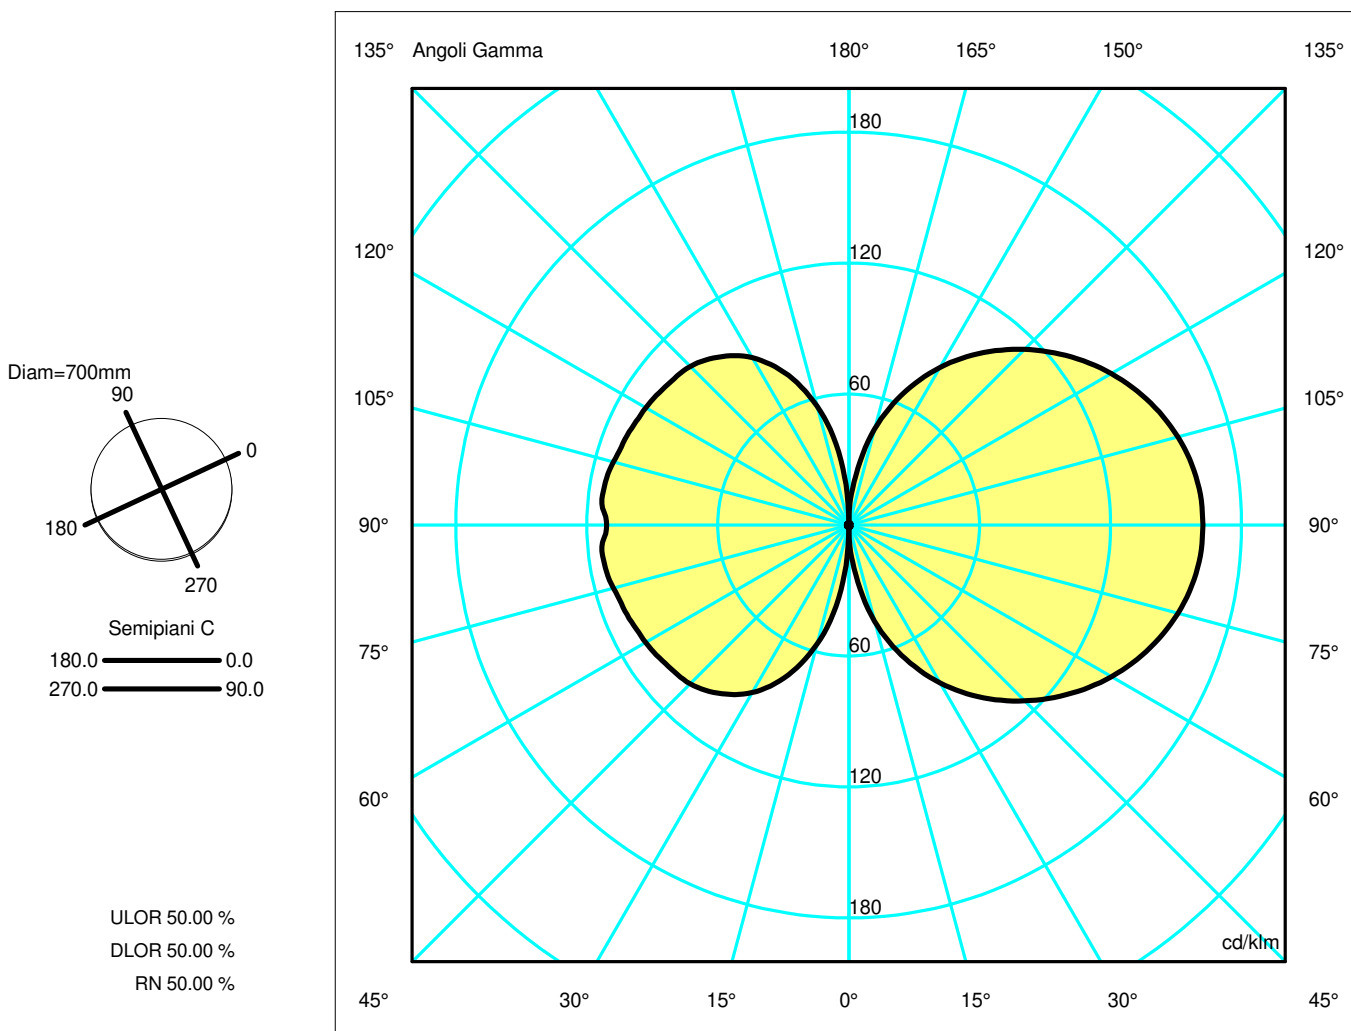 135° Angoli Gamma 180° 165° 150° 135°
180
120° 120 120°
Diam=700mm
90
60
105° 105°
0
180 90° 90°
270
Semipiani C
180.0 0.0
75° 60 75°
270.0 90.0
120
60° 60°
180
ULOR 50.00 %
DLOR 50.00 %
cd/klm
RN 50.00 %
45° 30° 15° 0° 15° 30° 45°